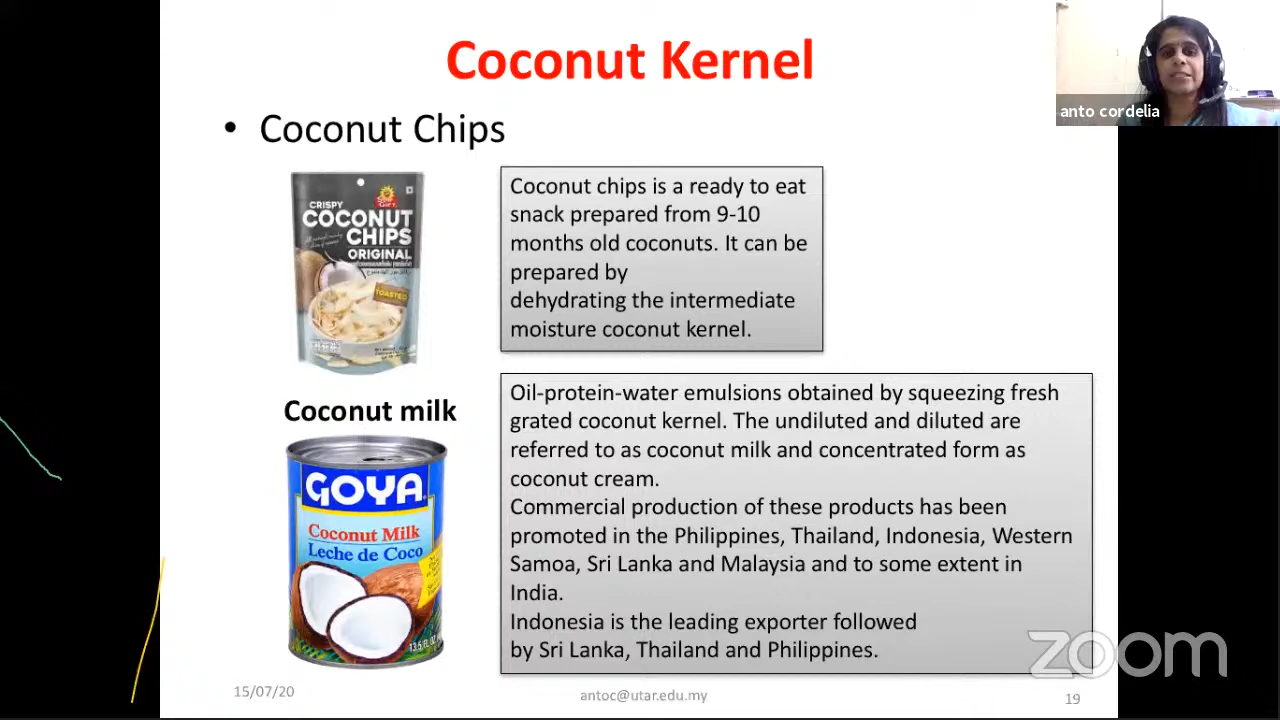 Coconut Kernel
anto cordelia
• Coconut Chips
CRISPY
COCONUT
CHIPS
ORIGINAL
TOASTED
Coconut chips is a ready to eat
snack prepared from 9-10
months old coconuts. It can be
prepared by
dehydrating the intermediate
moisture coconut kernel.
Coconut milk
GOYA
Coconut Milk
Leche de Coco
Oil-protein-water emulsions obtained by squeezing fresh
grated coconut kernel. The undiluted and diluted are
referred to as coconut milk and concentrated form as
coconut cream.
Commercial production of these products has been
promoted in the Philippines, Thailand, Indonesia, Western
Samoa, Sri Lanka and Malaysia and to some extent in
India.
Indonesia is the leading exporter followed
by Sri Lanka, Thailand and Philippines.
zoom
15/07/20
antoc@utar.edu.my
19